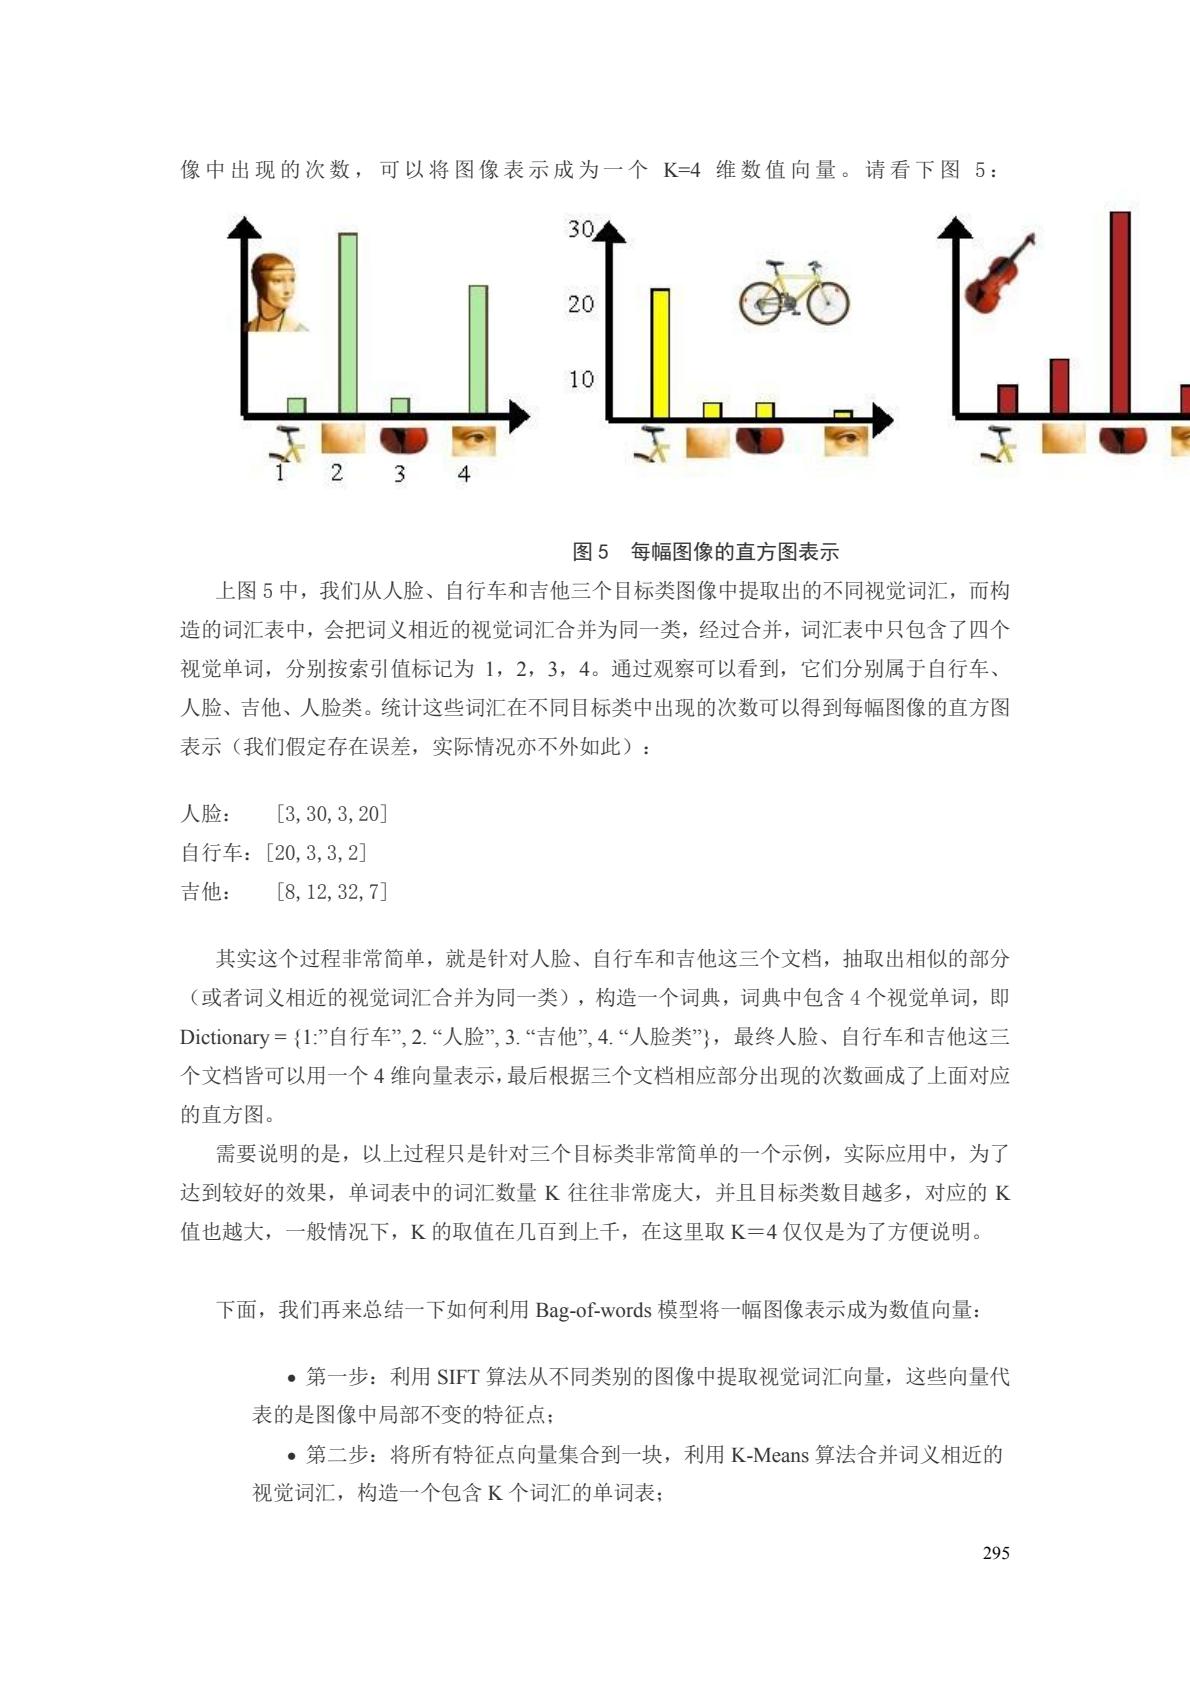 像中出现的次数，可以将图像表示成为一个 K=4 维数值向量。请看下图 5：
30
20
10
1 2 3 4
图 5 每幅图像的直方图表示
上图 5 中，我们从人脸、自行车和吉他三个目标类图像中提取出的不同视觉词汇，而构
造的词汇表中，会把词义相近的视觉词汇合并为同一类，经过合并，词汇表中只包含了四个
视觉单词，分别按索引值标记为 1，2，3，4。通过观察可以看到，它们分别属于自行车、
人脸、吉他、人脸类。统计这些词汇在不同目标类中出现的次数可以得到每幅图像的直方图
表示（我们假定存在误差，实际情况亦不外如此）：
人脸： [3,30,3,20]
自行车：[20,3,3,2]
吉他： [8,12,32,7]
其实这个过程非常简单，就是针对人脸、自行车和吉他这三个文档，抽取出相似的部分
（或者词义相近的视觉词汇合并为同一类），构造一个词典，词典中包含 4 个视觉单词，即
Dictionary = {1:”自行车”, 2. “人脸”, 3. “吉他”, 4. “人脸类”}，最终人脸、自行车和吉他这三
个文档皆可以用一个 4 维向量表示，最后根据三个文档相应部分出现的次数画成了上面对应
的直方图。
需要说明的是，以上过程只是针对三个目标类非常简单的一个示例，实际应用中，为了
达到较好的效果，单词表中的词汇数量 K 往往非常庞大，并且目标类数目越多，对应的 K
值也越大，一般情况下，K 的取值在几百到上千，在这里取 K＝4 仅仅是为了方便说明。
下面，我们再来总结一下如何利用 Bag-of-words 模型将一幅图像表示成为数值向量：
• 第一步：利用 SIFT 算法从不同类别的图像中提取视觉词汇向量，这些向量代
表的是图像中局部不变的特征点；
• 第二步：将所有特征点向量集合到一块，利用 K-Means 算法合并词义相近的
视觉词汇，构造一个包含 K 个词汇的单词表；
295